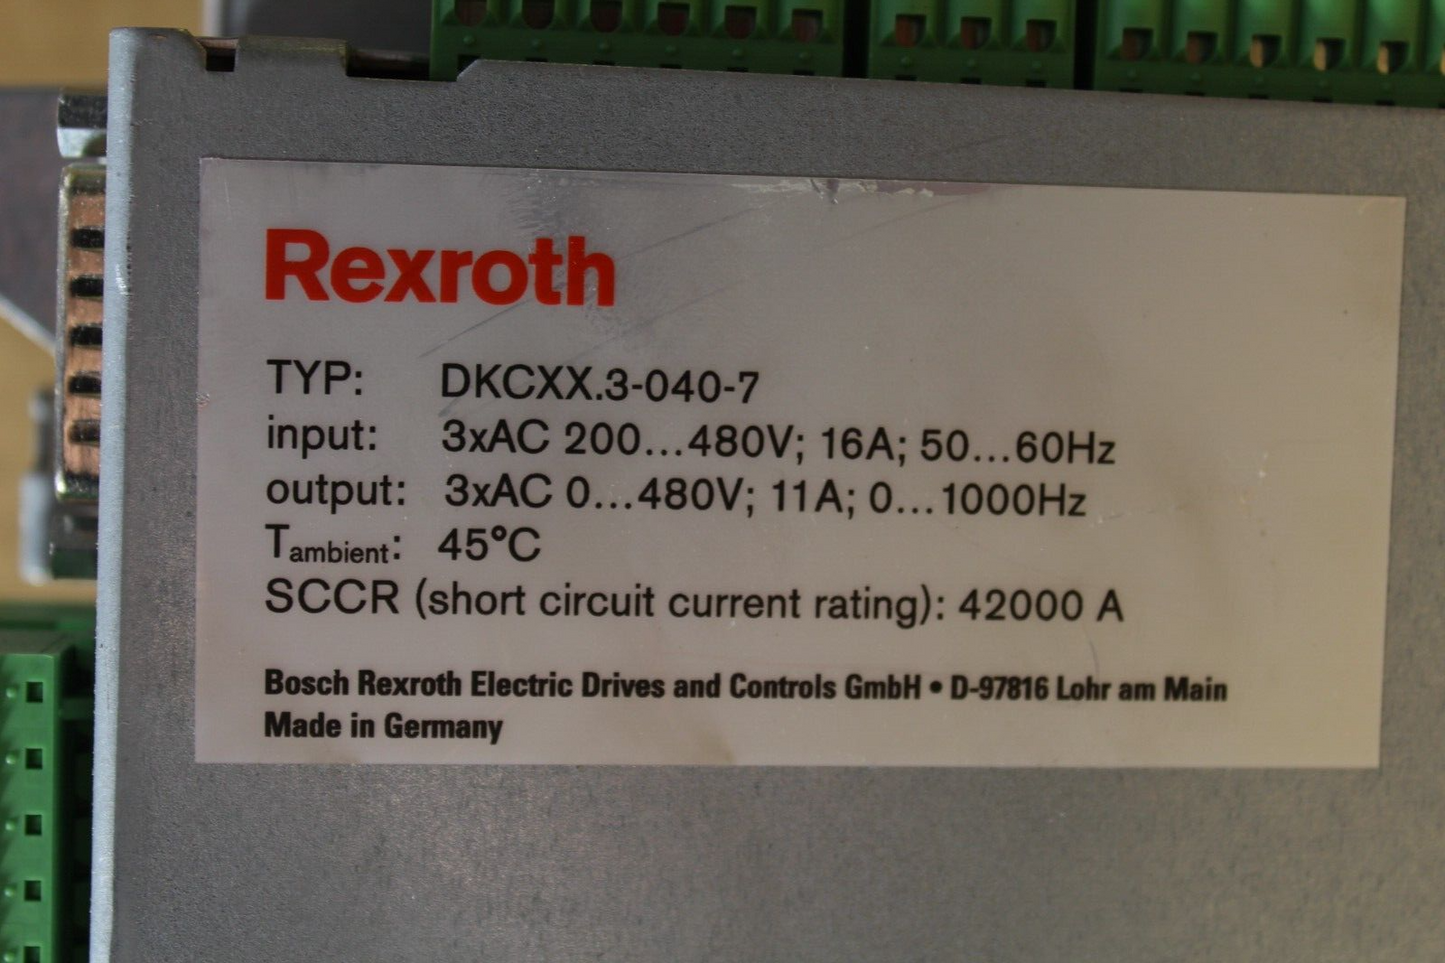 Rexroth
TYP: DKCXX.3-040-7
input: 3xAC 200...480V; 16A; 50...60Hz
output: 3xAC 0...480V; 11A; 0...1000Hz
Tambient: 45°C
SCCR (short circuit current rating): 42000 A
Bosch Rexroth Electric Drives and Controls GmbH • D-97816 Lohr am Main
Made in Germany